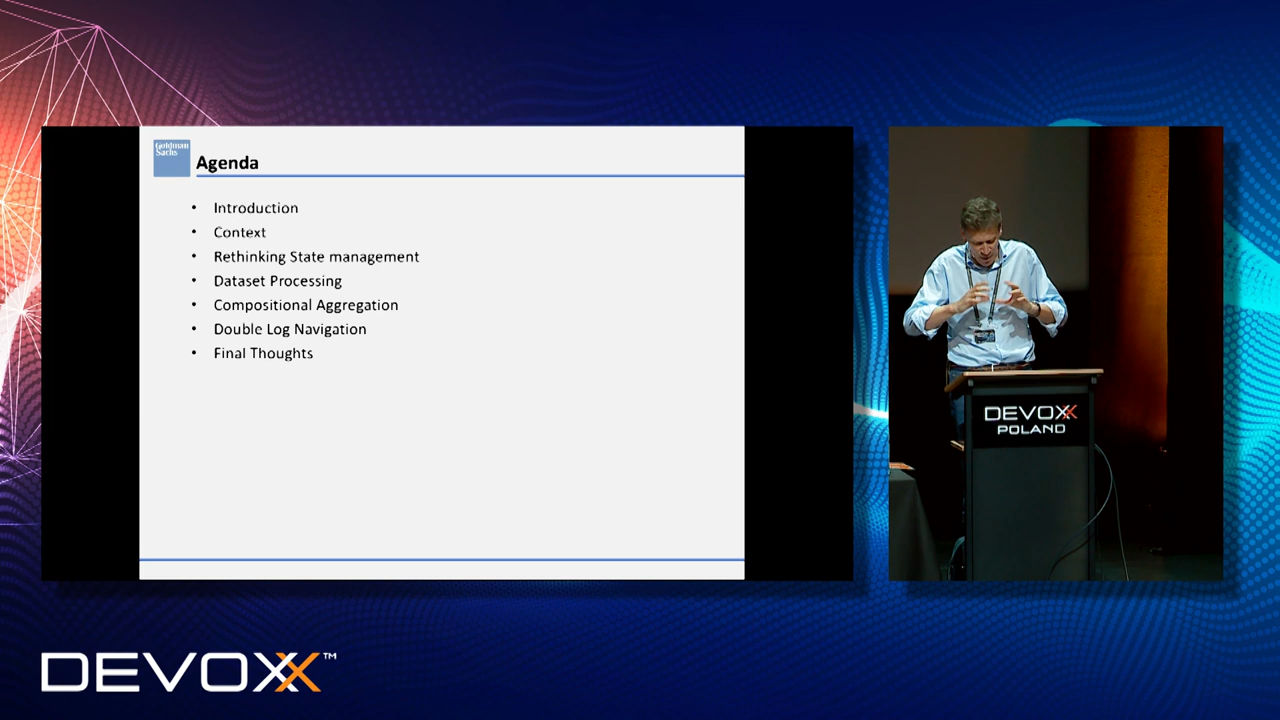 Goldman
Sachs
Agenda
• Introduction
• Context
• Rethinking State management
• Dataset Processing
• Compositional Aggregation
• Double Log Navigation
• Final Thoughts
DEVOXX
POLAND
DEVOXX™